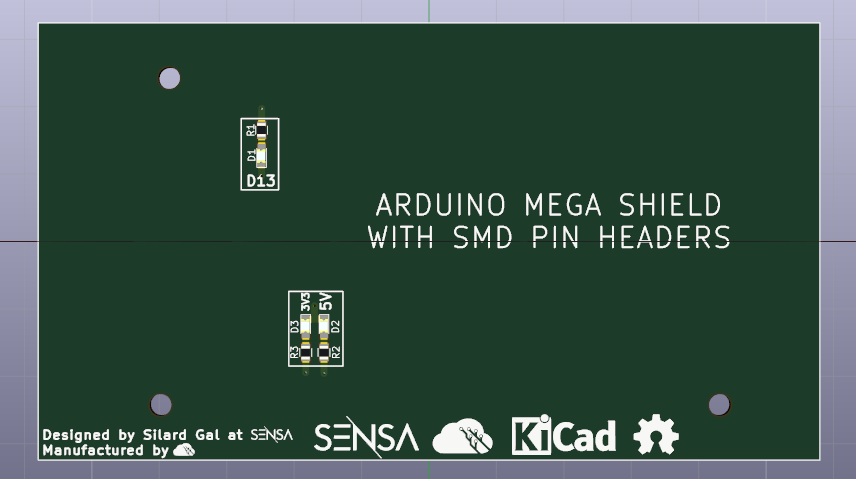 R1
D1
D13
ARDUINO MEGA SHIELD
WITH SMD PIN HEADERS
3V3 5V
D3 D2
R3 R2
Designed by Silard Gal at SENSA
Manufactured by
SENSA
KiCad